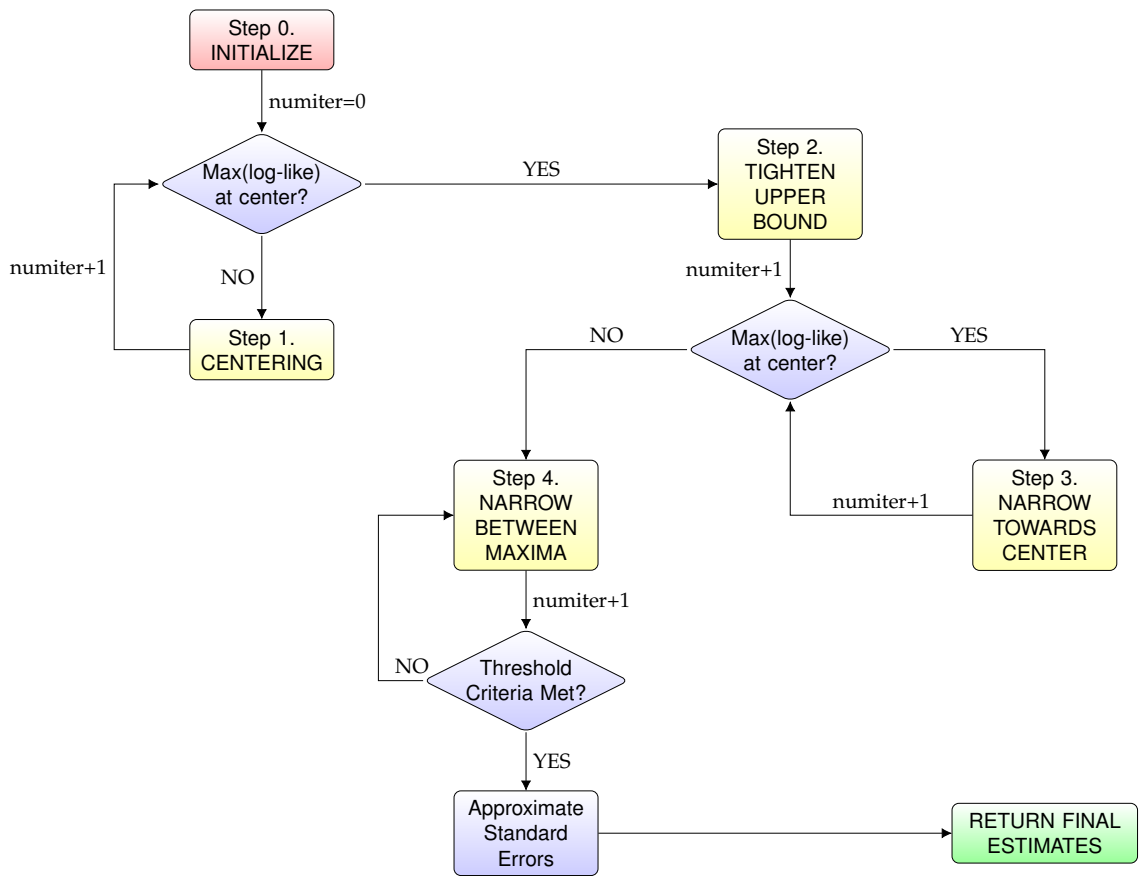 Step 0.
INITIALIZE
numiter=0
Max(log-like)
at center?
YES
NO
numiter+1
Step 1.
CENTERING
Step 2.
TIGHTEN
UPPER
BOUND
numiter+1
Max(log-like)
at center?
NO
YES
Step 3.
NARROW
TOWARDS
CENTER
numiter+1
Step 4.
NARROW
BETWEEN
MAXIMA
numiter+1
Threshold
Criteria Met?
NO
YES
Approximate
Standard
Errors
RETURN FINAL
ESTIMATES